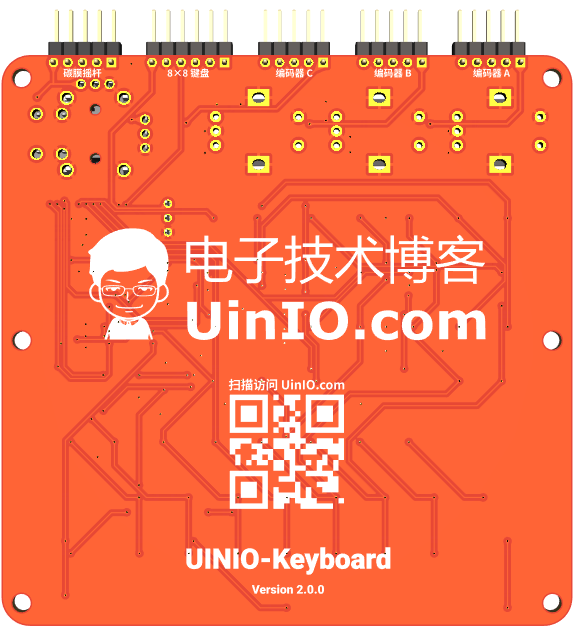 碳膜摇杆
8×8 键盘
编码器 C
编码器 B
编码器 A
电子技术博客
UinIO.com
扫描访问 UinIO.com
UINIO-Keyboard
Version 2.0.0